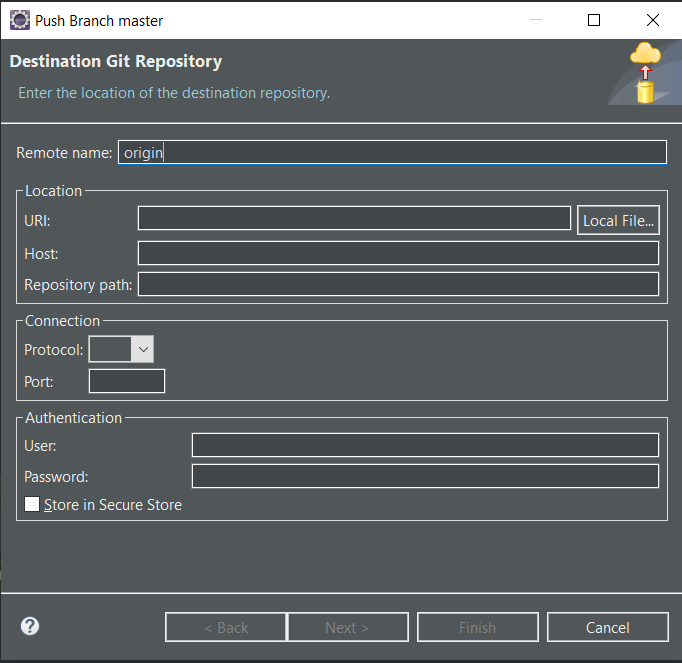 Push Branch master
Destination Git Repository
Enter the location of the destination repository.
Remote name: origin
Location
URI: Local File...
Host:
Repository path:
Connection
Protocol:
Port:
Authentication
User:
Password:
Store in Secure Store
? < Back Next > Finish Cancel